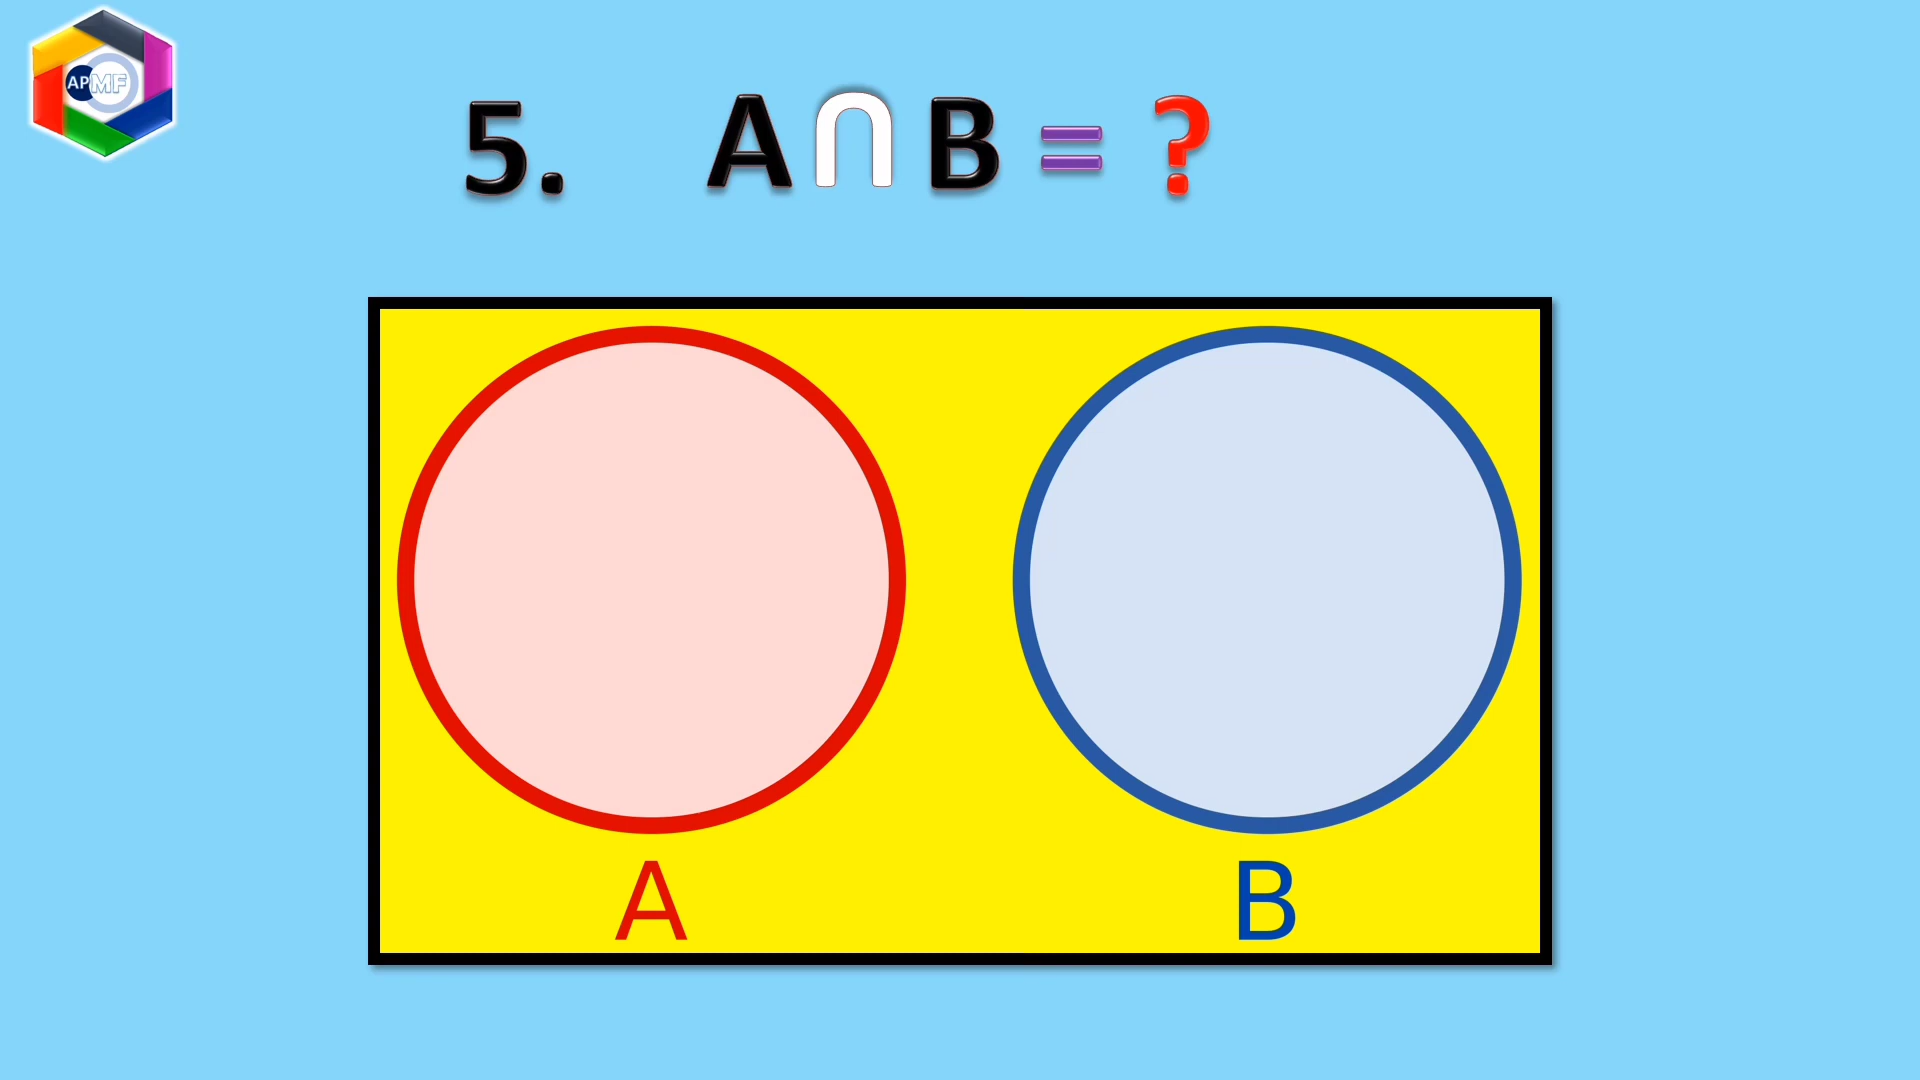 APMF
5. A∩B = ?
A B